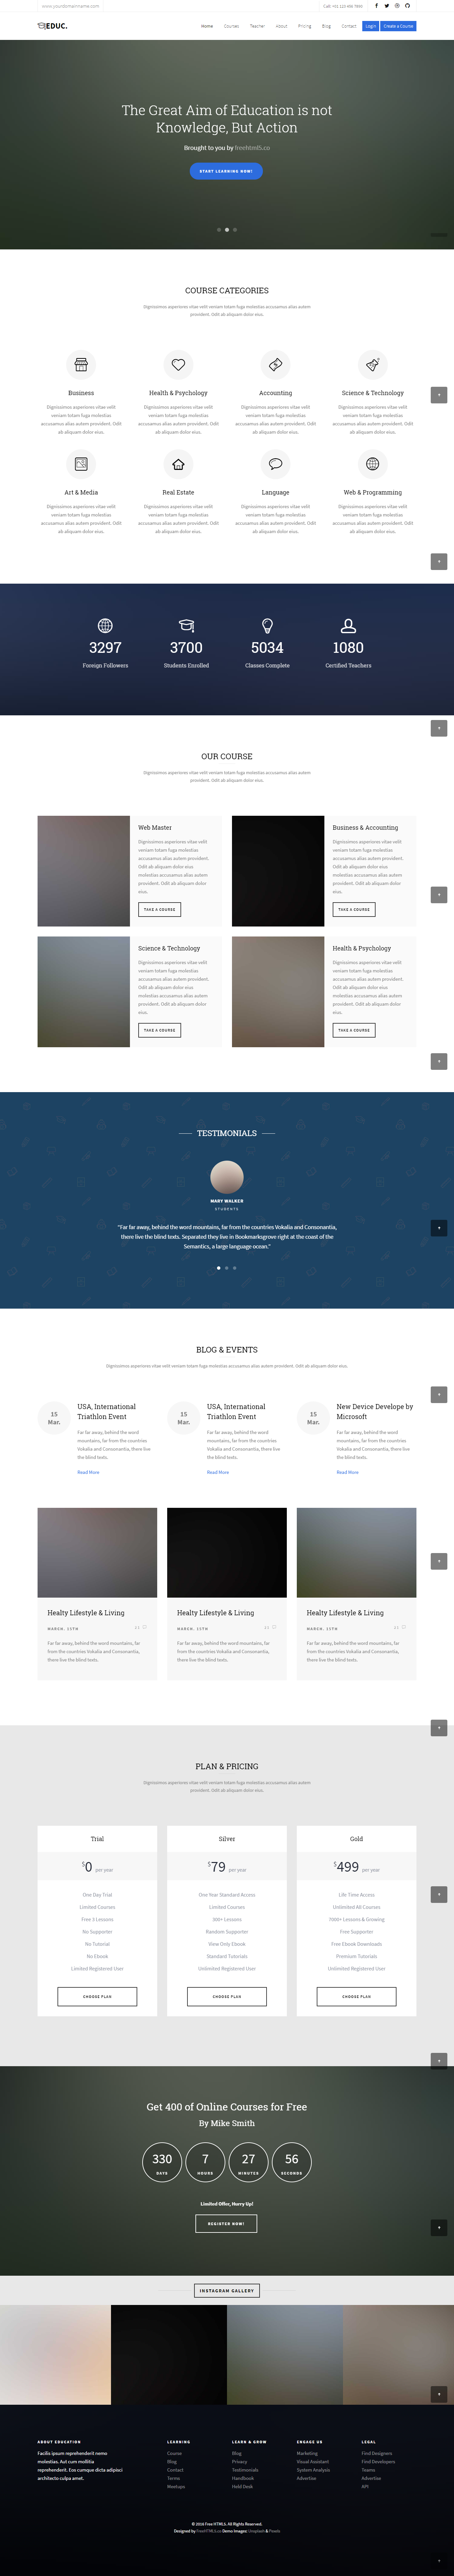 www.yourdomainname.com
Call: +01 123 456 7890
EDUC.
Home Courses Teacher About Pricing Blog Contact Login Create a Course
The Great Aim of Education is not
Knowledge, But Action
Brought to you by freehtml5.co
START LEARNING NOW!
COURSE CATEGORIES
Dignissimos asperiores vitae velit veniam totam fuga molestias accusamus alias autem
provident. Odit ab aliquam dolor eius.
Business
Dignissimos asperiores vitae velit
veniam totam fuga molestias
accusamus alias autem provident. Odit
ab aliquam dolor eius.
Health & Psychology
Dignissimos asperiores vitae velit
veniam totam fuga molestias
accusamus alias autem provident. Odit
ab aliquam dolor eius.
Accounting
Dignissimos asperiores vitae velit
veniam totam fuga molestias
accusamus alias autem provident. Odit
ab aliquam dolor eius.
Science & Technology
Dignissimos asperiores vitae velit
veniam totam fuga molestias
accusamus alias autem provident. Odit
ab aliquam dolor eius.
Art & Media
Dignissimos asperiores vitae velit
veniam totam fuga molestias
accusamus alias autem provident. Odit
ab aliquam dolor eius.
Real Estate
Dignissimos asperiores vitae velit
veniam totam fuga molestias
accusamus alias autem provident. Odit
ab aliquam dolor eius.
Language
Dignissimos asperiores vitae velit
veniam totam fuga molestias
accusamus alias autem provident. Odit
ab aliquam dolor eius.
Web & Programming
Dignissimos asperiores vitae velit
veniam totam fuga molestias
accusamus alias autem provident. Odit
ab aliquam dolor eius.
3297
Foreign Followers
3700
Students Enrolled
5034
Classes Complete
1080
Certified Teachers
OUR COURSE
Dignissimos asperiores vitae velit veniam totam fuga molestias accusamus alias autem
provident. Odit ab aliquam dolor eius.
Web Master
Dignissimos asperiores vitae velit
veniam totam fuga molestias
accusamus alias autem provident.
Odit ab aliquam dolor eius
molestias accusamus alias autem
provident. Odit ab aliquam dolor
eius.
TAKE A COURSE
Business & Accounting
Dignissimos asperiores vitae velit
veniam totam fuga molestias
accusamus alias autem provident.
Odit ab aliquam dolor eius
molestias accusamus alias autem
provident. Odit ab aliquam dolor
eius.
TAKE A COURSE
Science & Technology
Dignissimos asperiores vitae velit
veniam totam fuga molestias
accusamus alias autem provident.
Odit ab aliquam dolor eius
molestias accusamus alias autem
provident. Odit ab aliquam dolor
eius.
TAKE A COURSE
Health & Psychology
Dignissimos asperiores vitae velit
veniam totam fuga molestias
accusamus alias autem provident.
Odit ab aliquam dolor eius
molestias accusamus alias autem
provident. Odit ab aliquam dolor
eius.
TAKE A COURSE
TESTIMONIALS
MARY WALKER
STUDENTS
"Far far away, behind the word mountains, far from the countries Vokalia and Consonantia,
there live the blind texts. Separated they live in Bookmarksgrove right at the coast of the
Semantics, a large language ocean."
BLOG & EVENTS
Dignissimos asperiores vitae velit veniam totam fuga molestias accusamus alias autem provident. Odit ab aliquam dolor eius.
15
Mar.
USA, International
Triathlon Event
Far far away, behind the word
mountains, far from the countries
Vokalia and Consonantia, there live
the blind texts.
Read More
15
Mar.
USA, International
Triathlon Event
Far far away, behind the word
mountains, far from the countries
Vokalia and Consonantia, there live
the blind texts.
Read More
15
Mar.
New Device Develope by
Microsoft
Far far away, behind the word
mountains, far from the countries
Vokalia and Consonantia, there live
the blind texts.
Read More
Healty Lifestyle & Living
MARCH. 15TH
Far far away, behind the word mountains, far
from the countries Vokalia and Consonantia,
there live the blind texts.
Healty Lifestyle & Living
MARCH. 15TH
Far far away, behind the word mountains, far
from the countries Vokalia and Consonantia,
there live the blind texts.
Healty Lifestyle & Living
MARCH. 15TH
Far far away, behind the word mountains, far
from the countries Vokalia and Consonantia,
there live the blind texts.
PLAN & PRICING
Dignissimos asperiores vitae velit veniam totam fuga molestias accusamus alias autem
provident. Odit ab aliquam dolor eius.
Trial
$0 per year
One Day Trial
Limited Courses
Free 3 Lessons
No Supporter
No Tutorial
No Ebook
Limited Registered User
CHOOSE PLAN
Silver
$79 per year
One Year Standard Access
Limited Courses
300+ Lessons
Random Supporter
View Only Ebook
Standard Tutorials
Unlimited Registered User
CHOOSE PLAN
Gold
$499 per year
Life Time Access
Unlimited All Courses
7000+ Lessons & Growing
Free Supporter
Free Ebook Downloads
Premium Tutorials
Unlimited Registered User
CHOOSE PLAN
Get 400 of Online Courses for Free
By Mike Smith
330
DAYS
7
HOURS
27
MINUTES
56
SECONDS
Limited Offer, Hurry Up!
REGISTER NOW!
INSTAGRAM GALLERY
ABOUT EDUCATION
Facilis ipsum reprehenderit nemo
molestias. Aut cum mollitia
reprehenderit. Eos cumque dicta adipisci
architecto culpa amet.
LEARNING
Course
Blog
Contact
Terms
Meetups
LEARN & GROW
Blog
Privacy
Testimonials
Handbook
Held Desk
ENGAGE US
Marketing
Visual Assistant
System Analysis
Advertise
LEGAL
Find Designers
Find Developers
Teams
Advertise
API
© 2016 Free HTML5. All Rights Reserved.
Designed by FreeHTML5.co Demo Images: Unsplash & Pexels